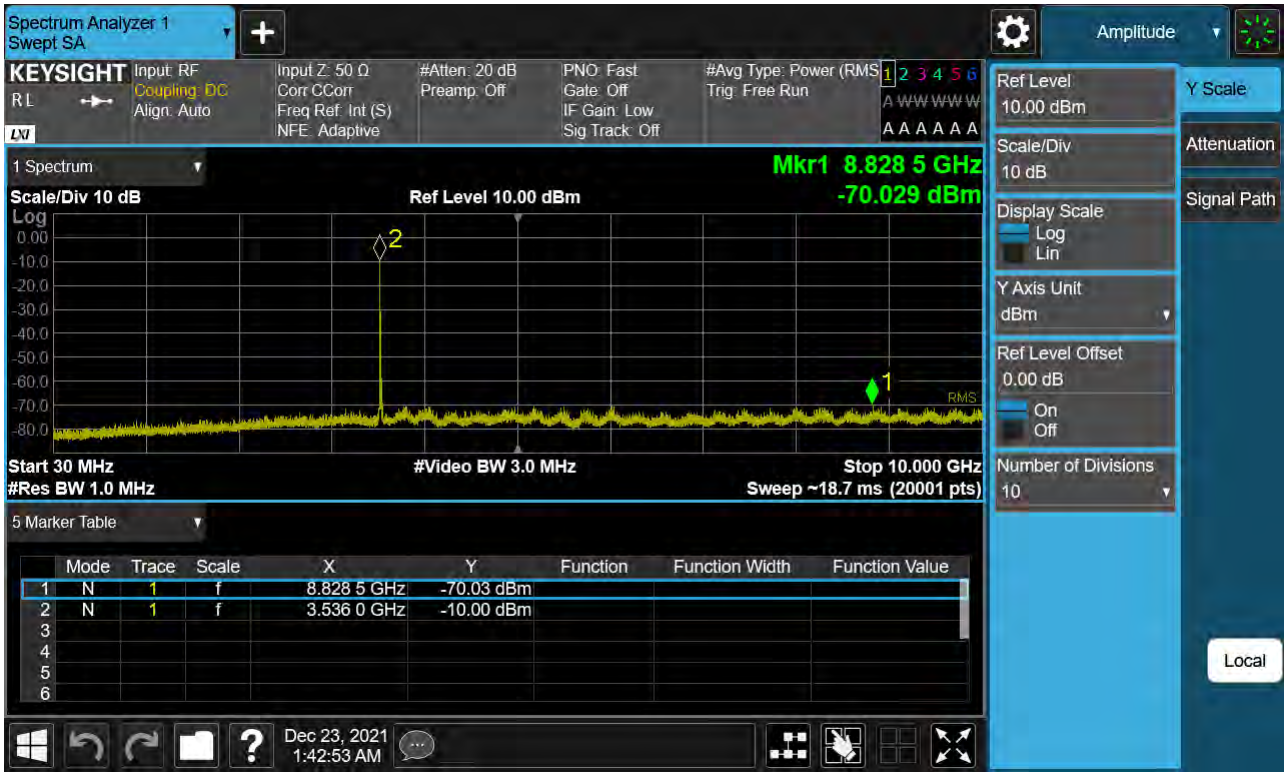 Spectrum Analyzer 1
Swept SA
+
Amplitude
KEYSIGHT
RL
LXI
Input: RF
Coupling: DC
Align: Auto
Input Z: 50 Ω
Corr CCorr
Freq Ref: Int (S)
NFE: Adaptive
#Atten: 20 dB
Preamp: Off
PNO: Fast
Gate: Off
IF Gain: Low
Sig Track: Off
#Avg Type: Power (RMS
Trig: Free Run
1 2 3 4 5 6
A W W W W W
A A A A A A
1 Spectrum
Mkr1 8.828 5 GHz
-70.029 dBm
Scale/Div 10 dB
Ref Level 10.00 dBm
Log
0.00
-10.0
-20.0
-30.0
-40.0
-50.0
-60.0
-70.0
-80.0
2
1
RMS
Start 30 MHz
#Video BW 3.0 MHz
Stop 10.000 GHz
#Res BW 1.0 MHz
Sweep ~18.7 ms (20001 pts)
5 Marker Table
Mode Trace Scale X Y Function Function Width Function Value
1 N 1 f 8.828 5 GHz -70.03 dBm
2 N 1 f 3.536 0 GHz -10.00 dBm
3
4
5
6
Ref Level
10.00 dBm
Scale/Div
10 dB
Display Scale
Log
Lin
Y Axis Unit
dBm
Ref Level Offset
0.00 dB
On
Off
Number of Divisions
10
Y Scale
Attenuation
Signal Path
Local
?
Dec 23, 2021
1:42:53 AM